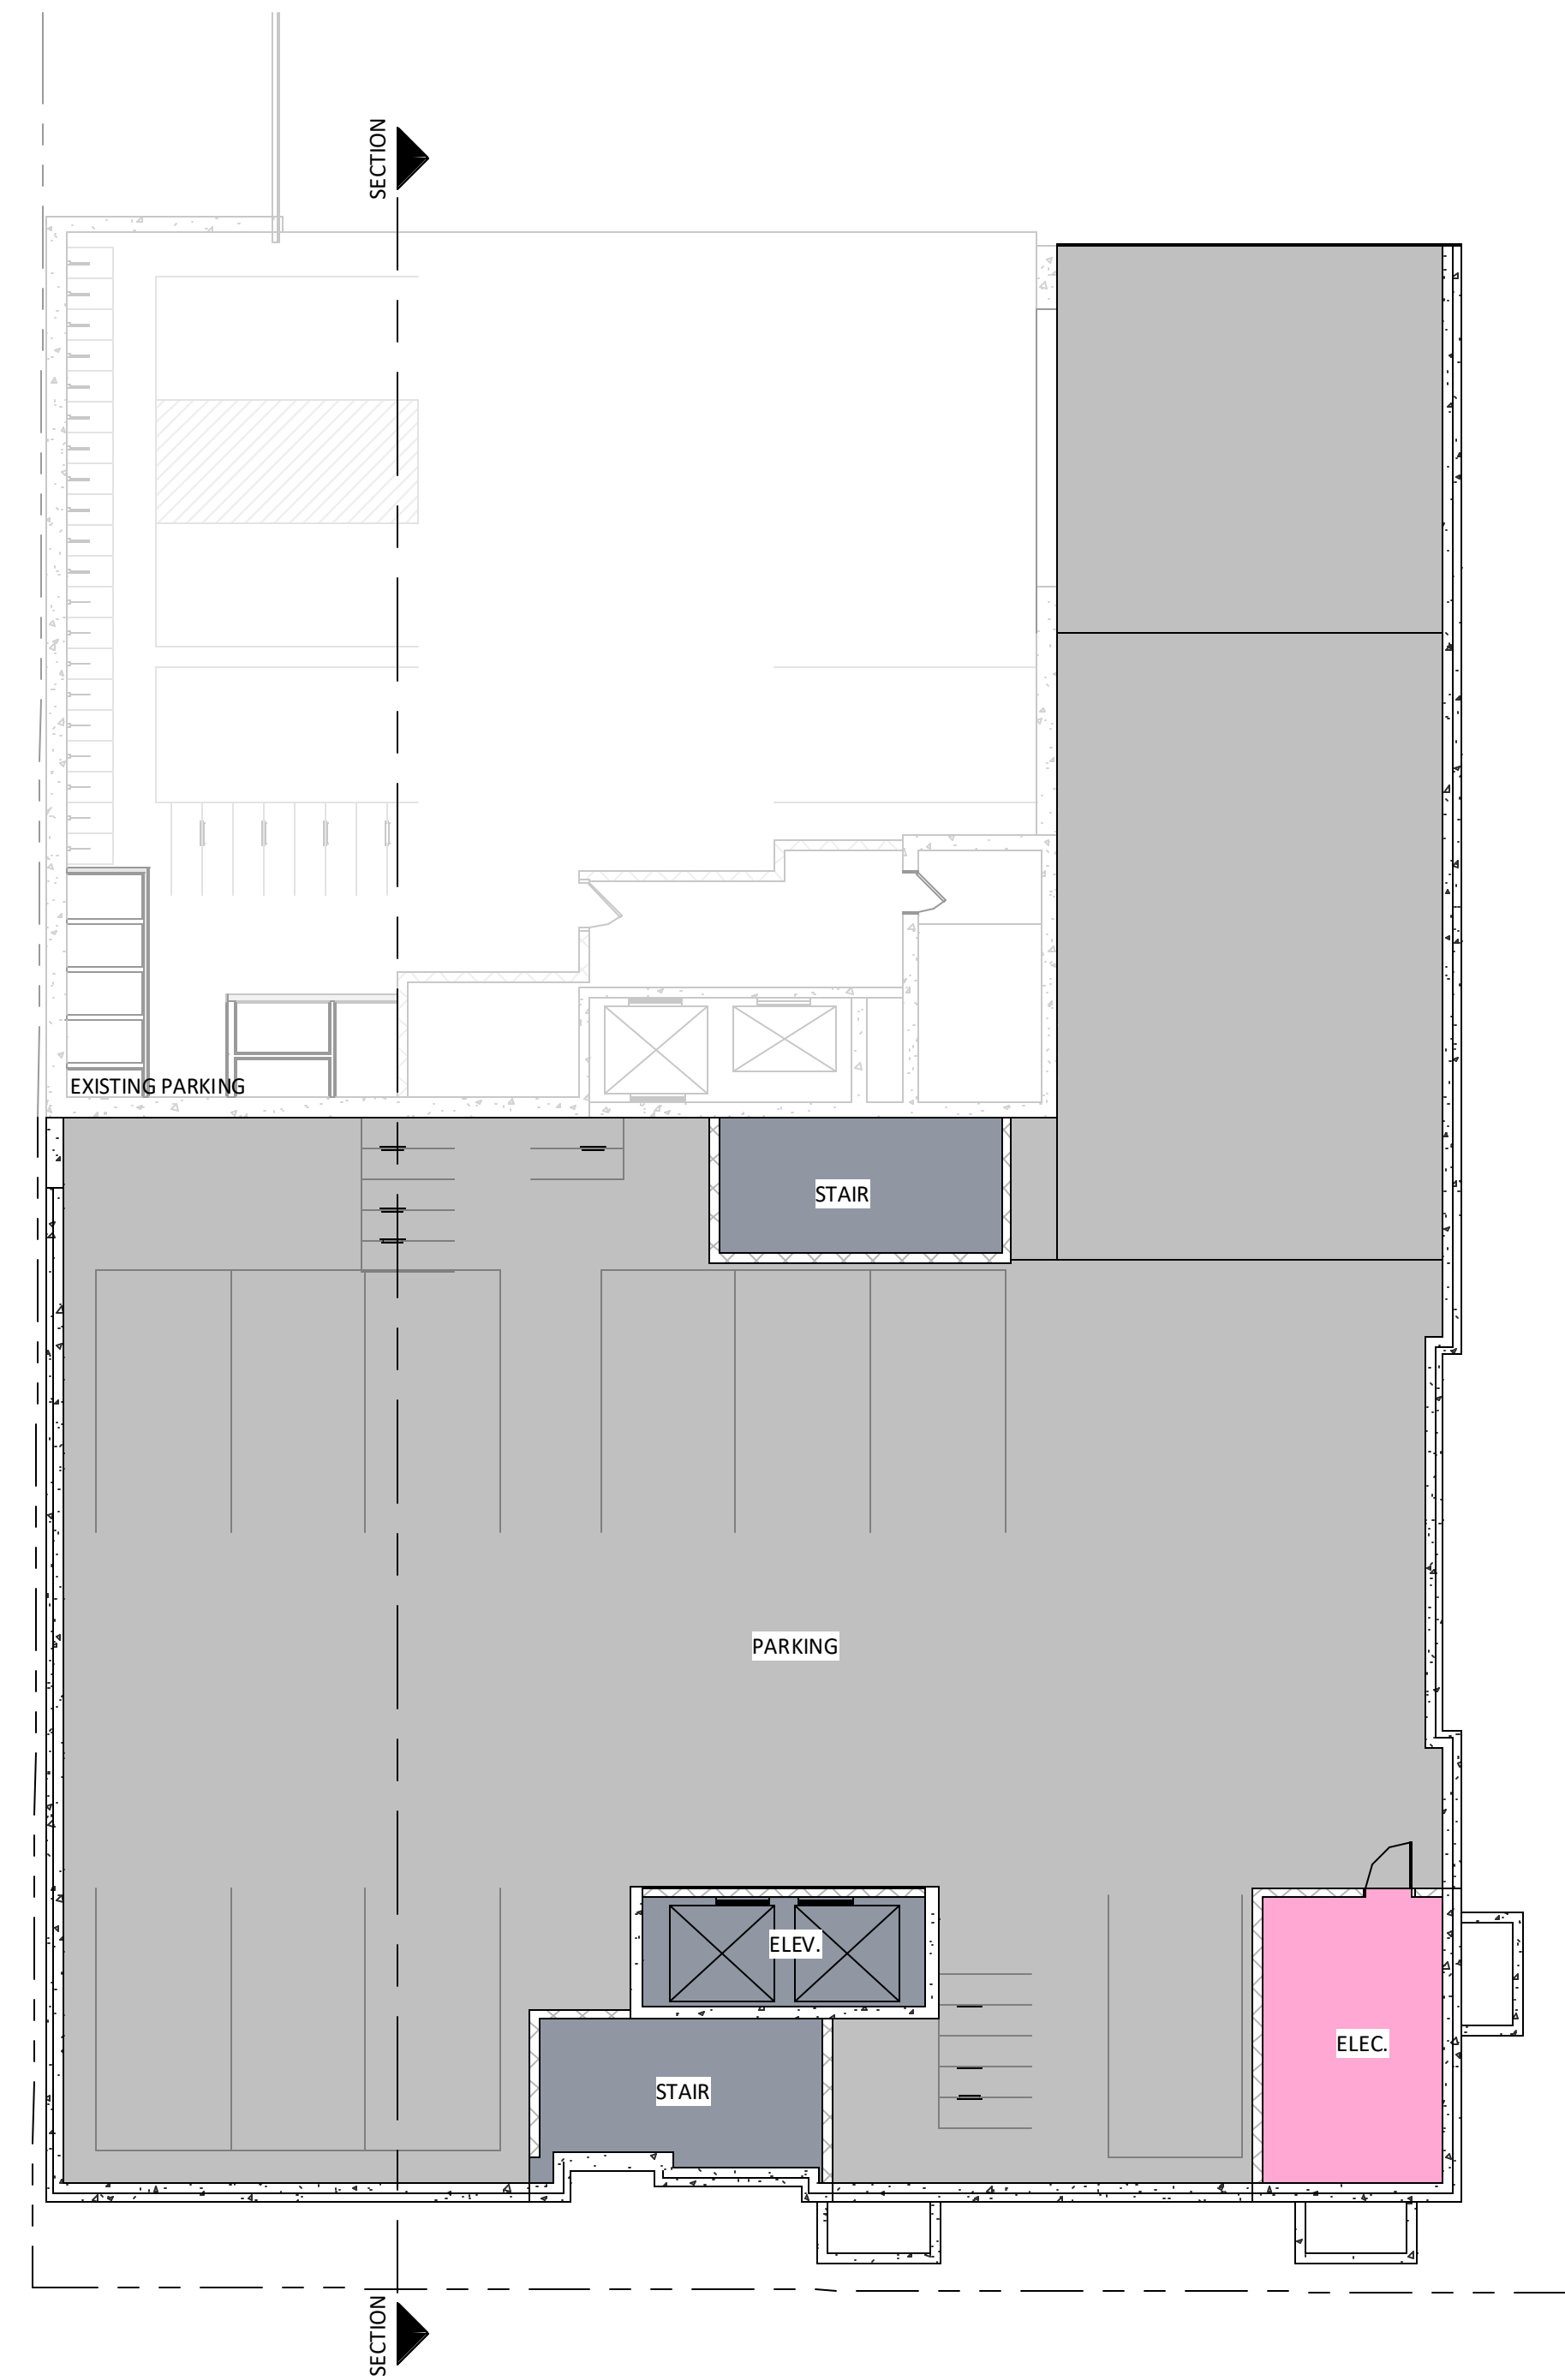 SECTION
EXISTING PARKING
STAIR
PARKING
ELEV.
ELEC.
STAIR
SECTION